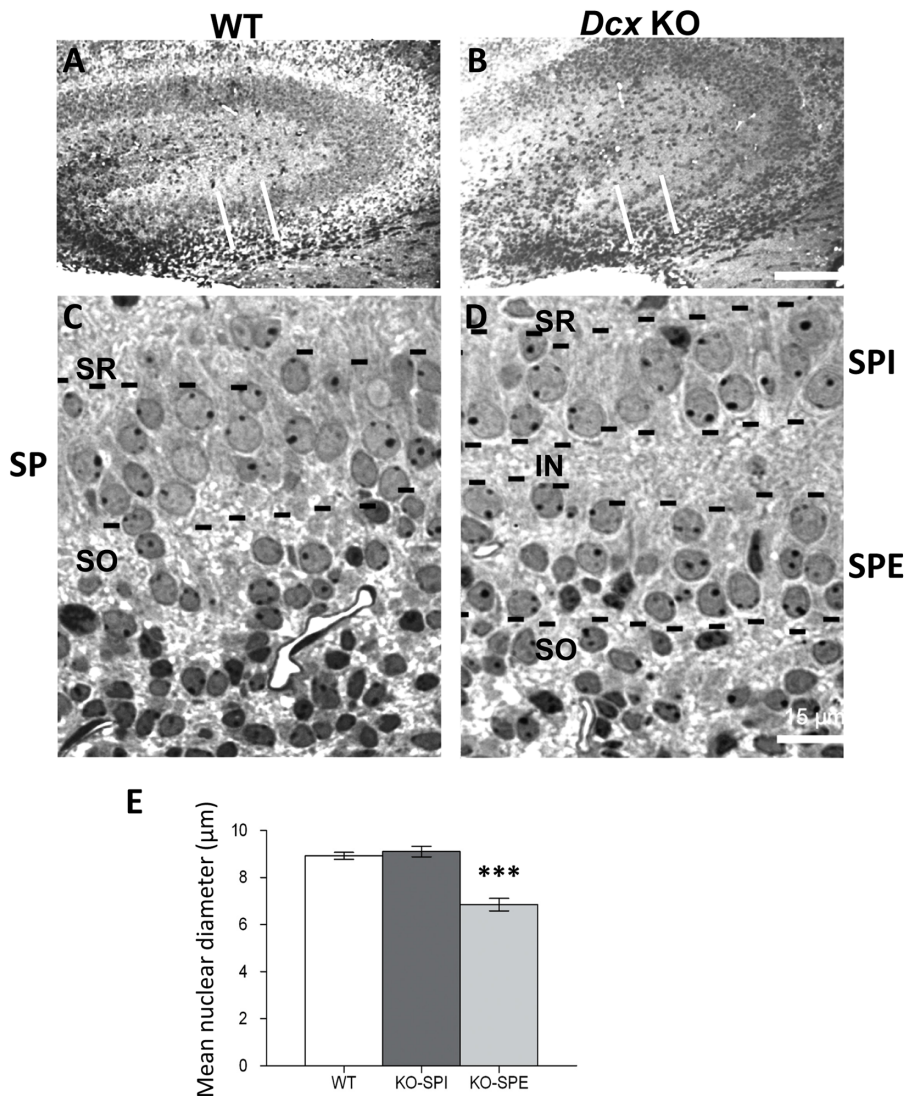 WT
Dcx KO
A
B
C
D
SR
SR
SPI
SP
IN
SO
SPE
SO
15 µm
E
Mean nuclear diameter (µm)
10
8
6
4
2
0
***
WT
KO-SPI
KO-SPE